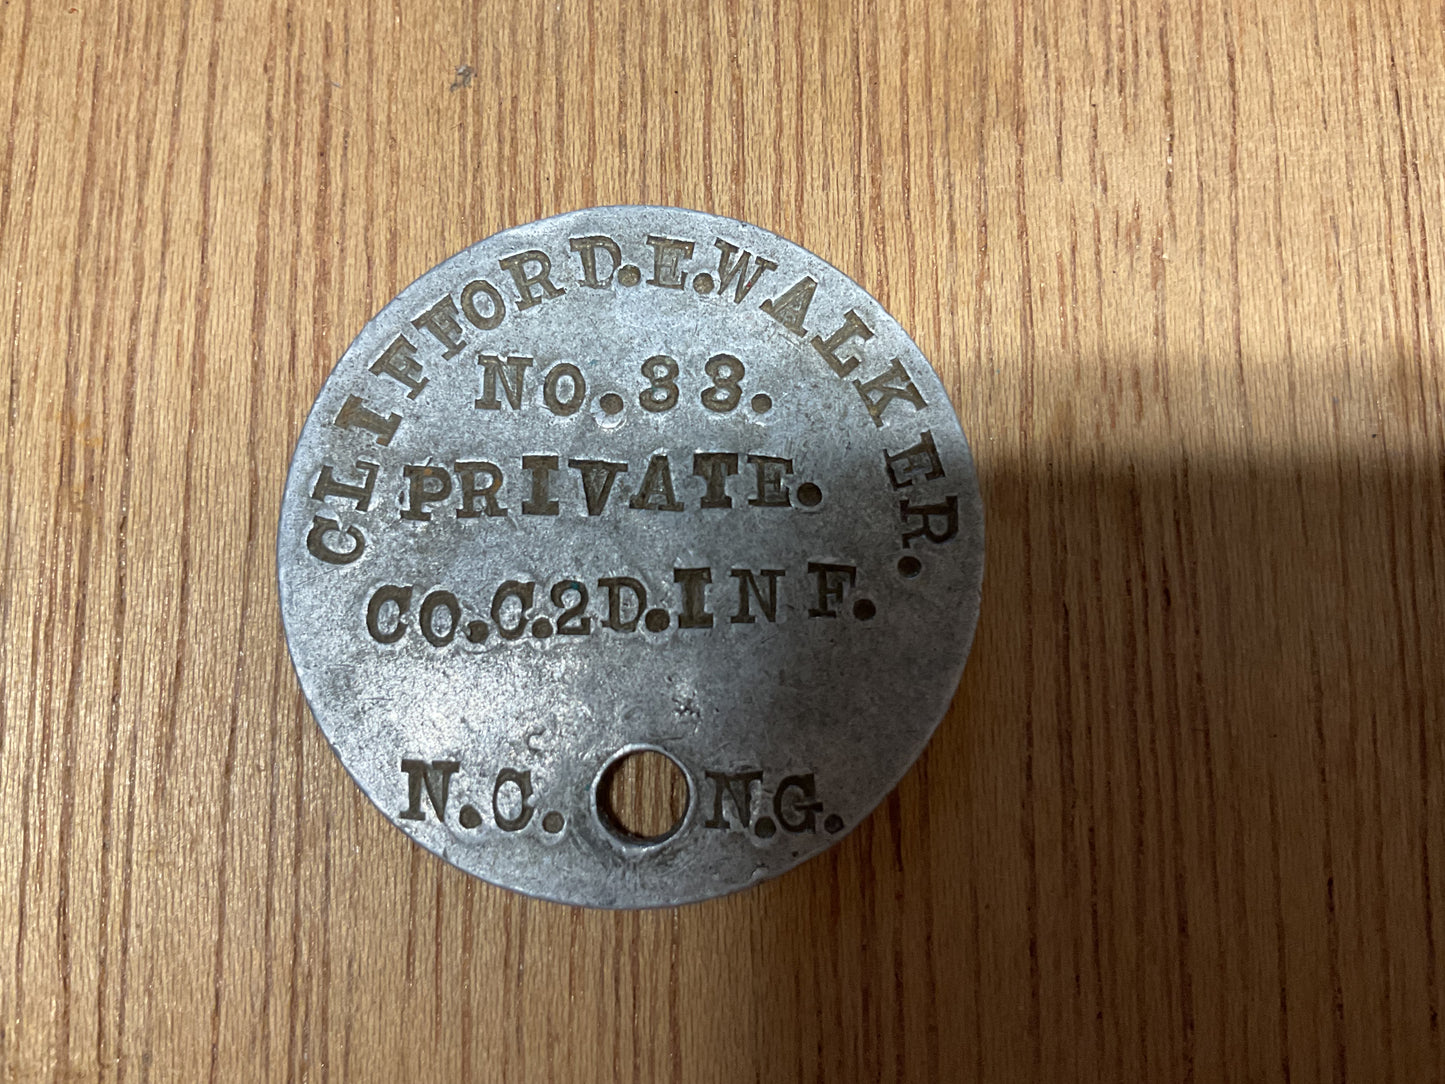 CLIFFORD.E.WALKER.
No.33.
PRIVATE.
Co.C.2D.INF.
N.C. N.G.